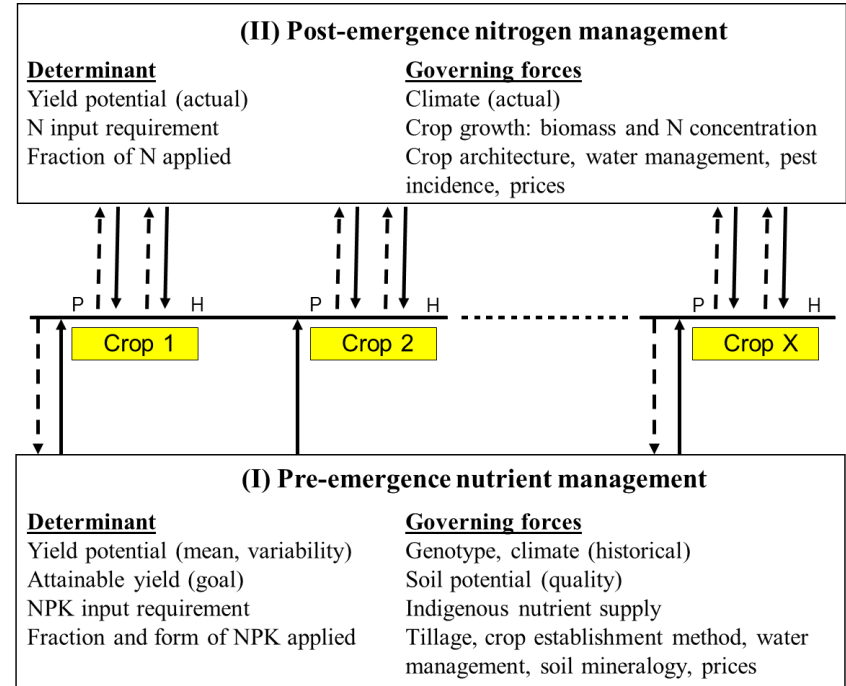 (II) Post-emergence nitrogen management
Determinant
Governing forces
Yield potential (actual)
Climate (actual)
N input requirement
Crop growth: biomass and N concentration
Fraction of N applied
Crop architecture, water management, pest
incidence, prices
P
H
P
H
P
H
Crop 1
Crop 2
Crop X
(I) Pre-emergence nutrient management
Determinant
Governing forces
Yield potential (mean, variability)
Genotype, climate (historical)
Attainable yield (goal)
Soil potential (quality)
NPK input requirement
Indigenous nutrient supply
Fraction and form of NPK applied
Tillage, crop establishment method, water
management, soil mineralogy, prices